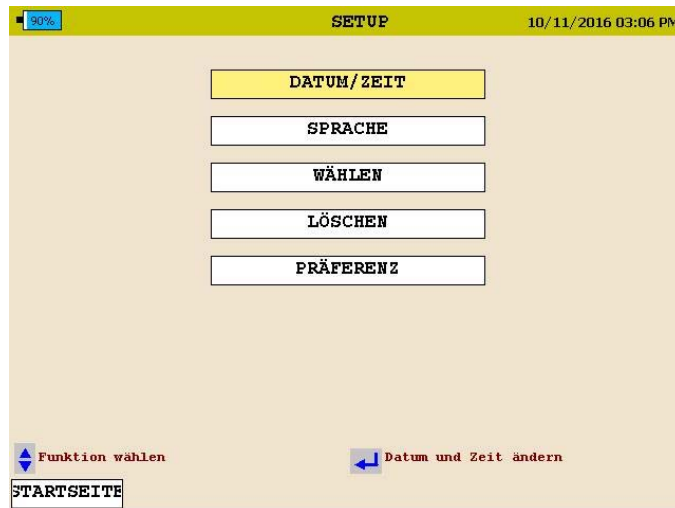 90%
SETUP
10/11/2016 03:06 PM
DATUM/ZEIT
SPRACHE
WÄHLEN
LÖSCHEN
PRÄFERENZ
Funktion wählen
Datum und Zeit ändern
STARTSEITE